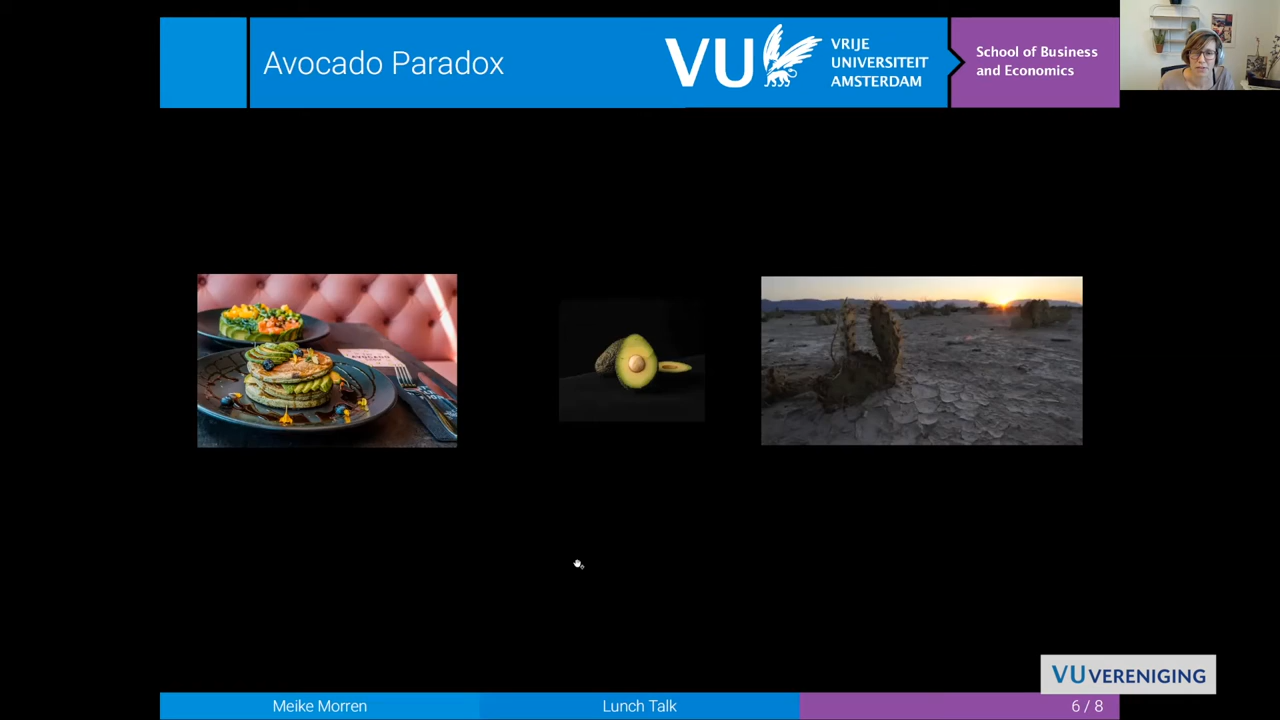 Avocado Paradox
VU
VRIJE
UNIVERSITEIT
AMSTERDAM
School of Business
and Economics
VUVERENIGING
Meike Morren
Lunch Talk
6 / 8